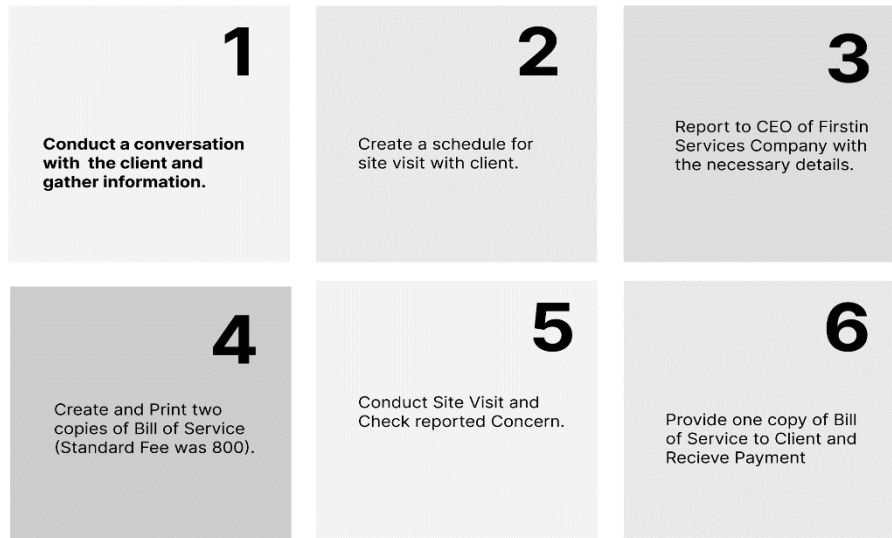 1
Conduct a conversation
with the client and
gather information.
2
Create a schedule for
site visit with client.
3
Report to CEO of Firstin
Services Company with
the necessary details.
4
Create and Print two
copies of Bill of Service
(Standard Fee was 800).
5
Conduct Site Visit and
Check reported Concern.
6
Provide one copy of Bill
of Service to Client and
Recieve Payment